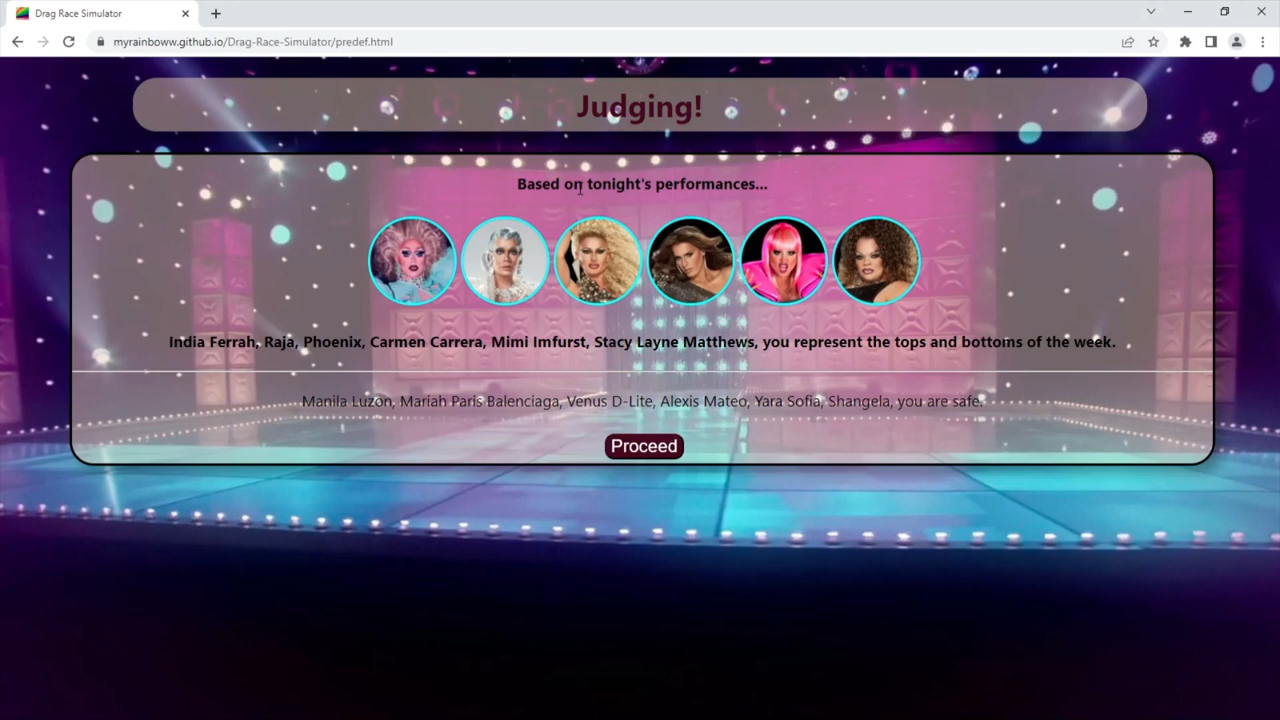 Drag Race Simulator
myrainboww.github.io/Drag-Race-Simulator/predef.html
Judging!
Based on tonight's performances...
India Ferrah, Raja, Phoenix, Carmen Carrera, Mimi Imfurst, Stacy Layne Matthews, you represent the tops and bottoms of the week.
Manila Luzon, Mariah Paris Balenciaga, Venus D-Lite, Alexis Mateo, Yara Sofia, Shangela, you are safe.
Proceed